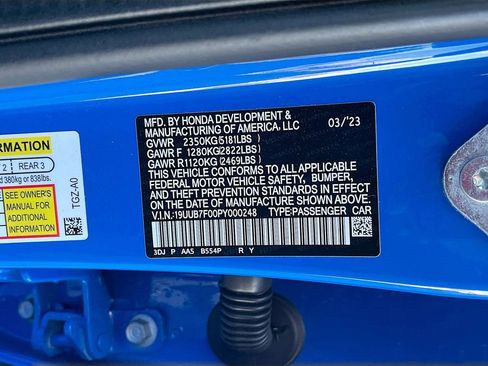 MFD. BY HONDA DEVELOPMENT & 03/'23
MANUFACTURING OF AMERICA, LLC
GVWR 2350KG(5181LBS)
GAWR F 1280KG(2822LBS)
GAWR R1120KG(2469LBS)
THIS VEHICLE CONFORMS TO ALL APPLICABLE
FEDERAL MOTOR VEHICLE SAFETY, BUMPER,
AND THEFT PREVENTION STANDARDS IN EFFECT
ON THE DATE OF MANUFACTURE SHOWN ABOVE.
V.I.N.:19UUB7F00PY000248 TYPE:PASSENGER CAR
3DJ P AA5 B554P R Y
2 REAR 3
d 380kg or 838lbs.
SEE OWNER'S
MANUAL FOR
ADDITIONAL
INFORMATION
TGZ-A0